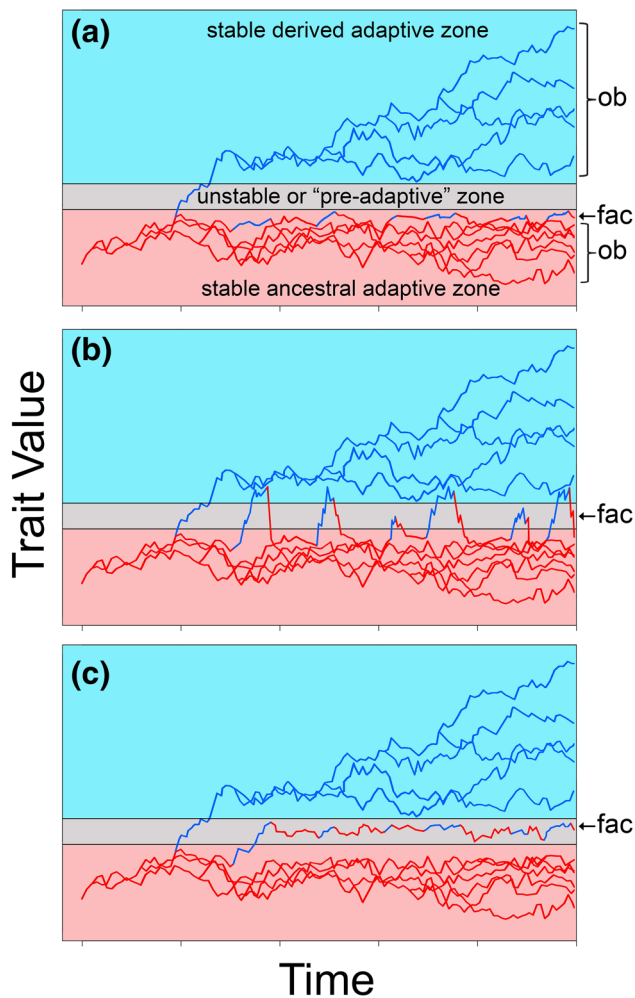 (a)
stable derived adaptive zone
ob
unstable or “pre-adaptive” zone
fac
ob
stable ancestral adaptive zone
(b)
Trait Value
fac
(c)
fac
Time